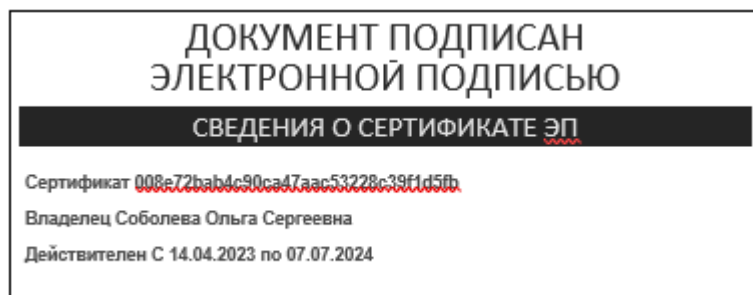 ДОКУМЕНТ ПОДПИСАН
ЭЛЕКТРОННОЙ ПОДПИСЬЮ
СВЕДЕНИЯ О СЕРТИФИКАТЕ ЭП
Сертификат 008e72bab4c90ca47aac53228c39f1d5fb
Владелец Соболева Ольга Сергеевна
Действителен С 14.04.2023 по 07.07.2024